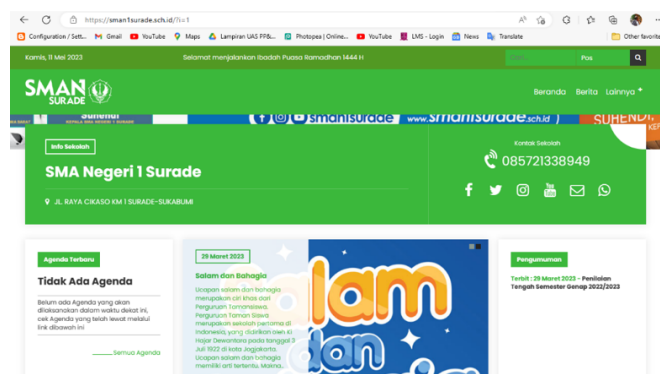 https://sman1surade.sch.id/?i=1
Configuration / Sett...
Gmail
YouTube
Maps
Lampiran UAS PP&...
Photopea | Online...
YouTube
LMS - Login
News
Translate
Other favorite
Kamis, 11 Mei 2023
Selamat menjalankan Ibadah Puasa Ramadhan 1444 H
Cari...
Pos
SMAN
SURADE
Beranda
Berita
Lainnya +
Suhendi
sman1surade
www.sman1surade.sch.id
SUHENDI,
Info Sekolah
SMA Negeri 1 Surade
JL. RAYA CIKASO KM 1 SURADE-SUKABUMI
Kontak Sekolah
085721338949
Agenda Terbaru
Tidak Ada Agenda
Belum ada Agenda yang akan
dilaksanakan dalam waktu dekat ini,
cek Agenda yang telah lewat melalui
link dibawah ini
Semua Agenda
29 Maret 2023
Salam dan Bahagia
Ucapan salam dan bahagia
merupakan ciri khas dari
Perguruan Tamansiswa.
Perguruan Taman Siswa
merupakan sekolah pertama di
Indonesia, yang didirikan oleh Ki
Hajar Dewantara pada tanggal 3
Juli 1922 di kota Jogjakarta.
Ucapan salam dan bahagia
memiliki arti tertentu. Makna...
Salam
dan
Pengumuman
Terbit : 29 Maret 2023 - Penilaian
Tengah Semester Genap 2022/2023